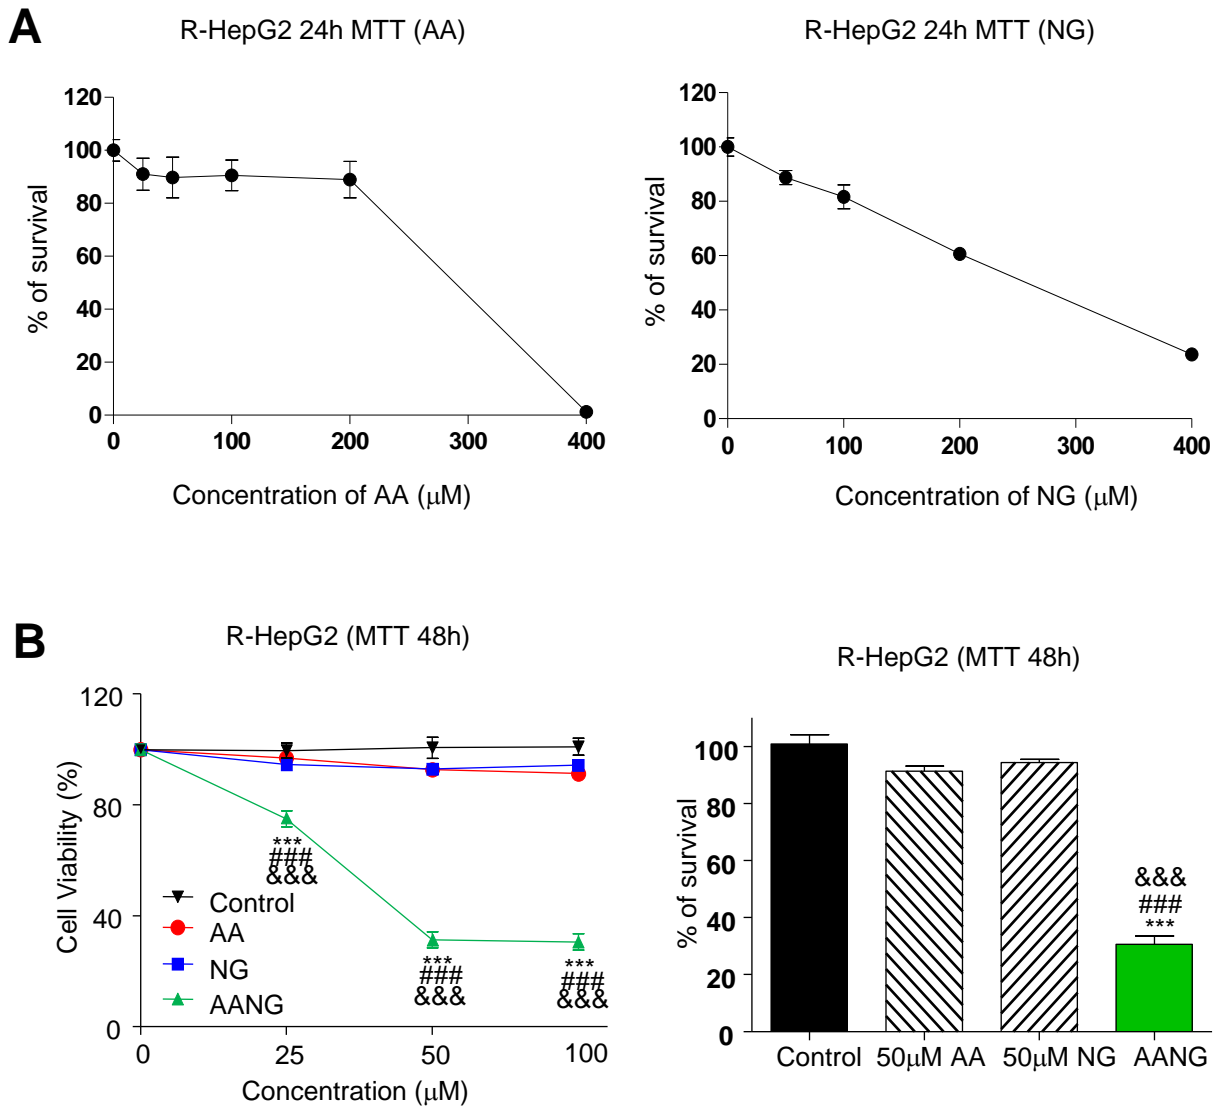 A
R-HepG2 24h MTT (AA)
120
100
80
60
40
20
0
% of survival
0 100 200 300 400
Concentration of AA (μM)
R-HepG2 24h MTT (NG)
120
100
80
60
40
20
0
% of survival
0 100 200 300 400
Concentration of NG (μM)
B
R-HepG2 (MTT 48h)
120
80
40
0
Cell Viability (%)
***
###
&&&
***
###
&&&
***
###
&&&
Control
AA
NG
AANG
0 25 50 100
Concentration (μM)
R-HepG2 (MTT 48h)
100
80
60
40
20
0
% of survival
&&&
###
***
Control 50μM AA 50μM NG AANG